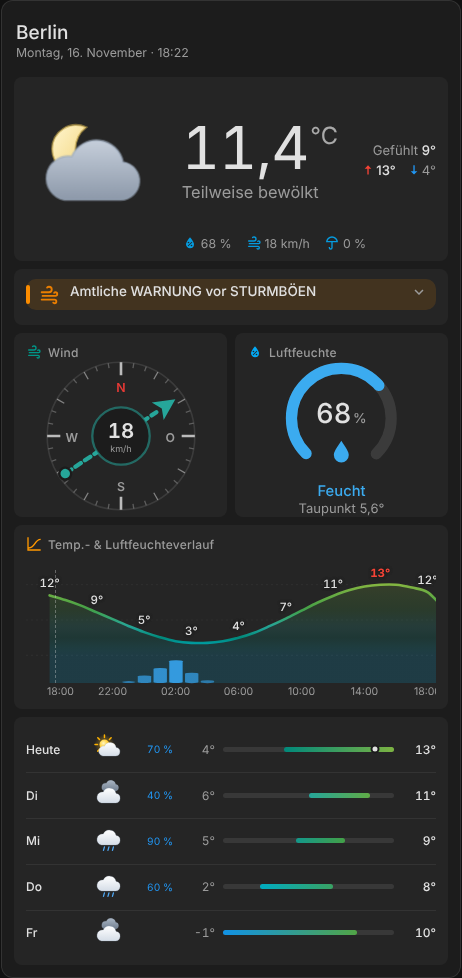 Berlin
Montag, 16. November · 18:22
11,4 °C
Teilweise bewölkt
Gefühlt 9°
↑ 13° ↓ 4°
68 % 18 km/h 0 %
Amtliche WARNUNG vor STURMBÖEN
Wind
N
W 18 O
km/h
S
Luftfeuchte
68%
Feucht
Taupunkt 5,6°
Temp.- & Luftfeuchteverlauf
12° 9° 5° 3° 4° 7° 11° 13° 12°
18:00 22:00 02:00 06:00 10:00 14:00 18:00
Heute 70 % 4° 13°
Di 40 % 6° 11°
Mi 90 % 5° 9°
Do 60 % 2° 8°
Fr -1° 10°